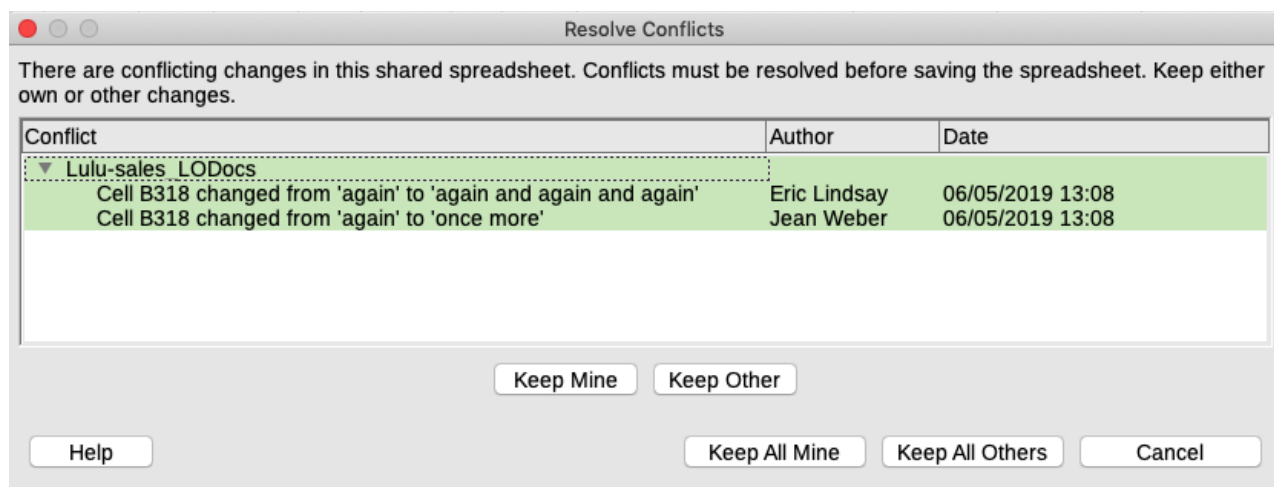 Resolve Conflicts
There are conflicting changes in this shared spreadsheet. Conflicts must be resolved before saving the spreadsheet. Keep either
own or other changes.
Conflict Author Date
Lulu-sales_LODocs
Cell B318 changed from 'again' to 'again and again and again' Eric Lindsay 06/05/2019 13:08
Cell B318 changed from 'again' to 'once more' Jean Weber 06/05/2019 13:08
Keep Mine Keep Other
Help Keep All Mine Keep All Others Cancel